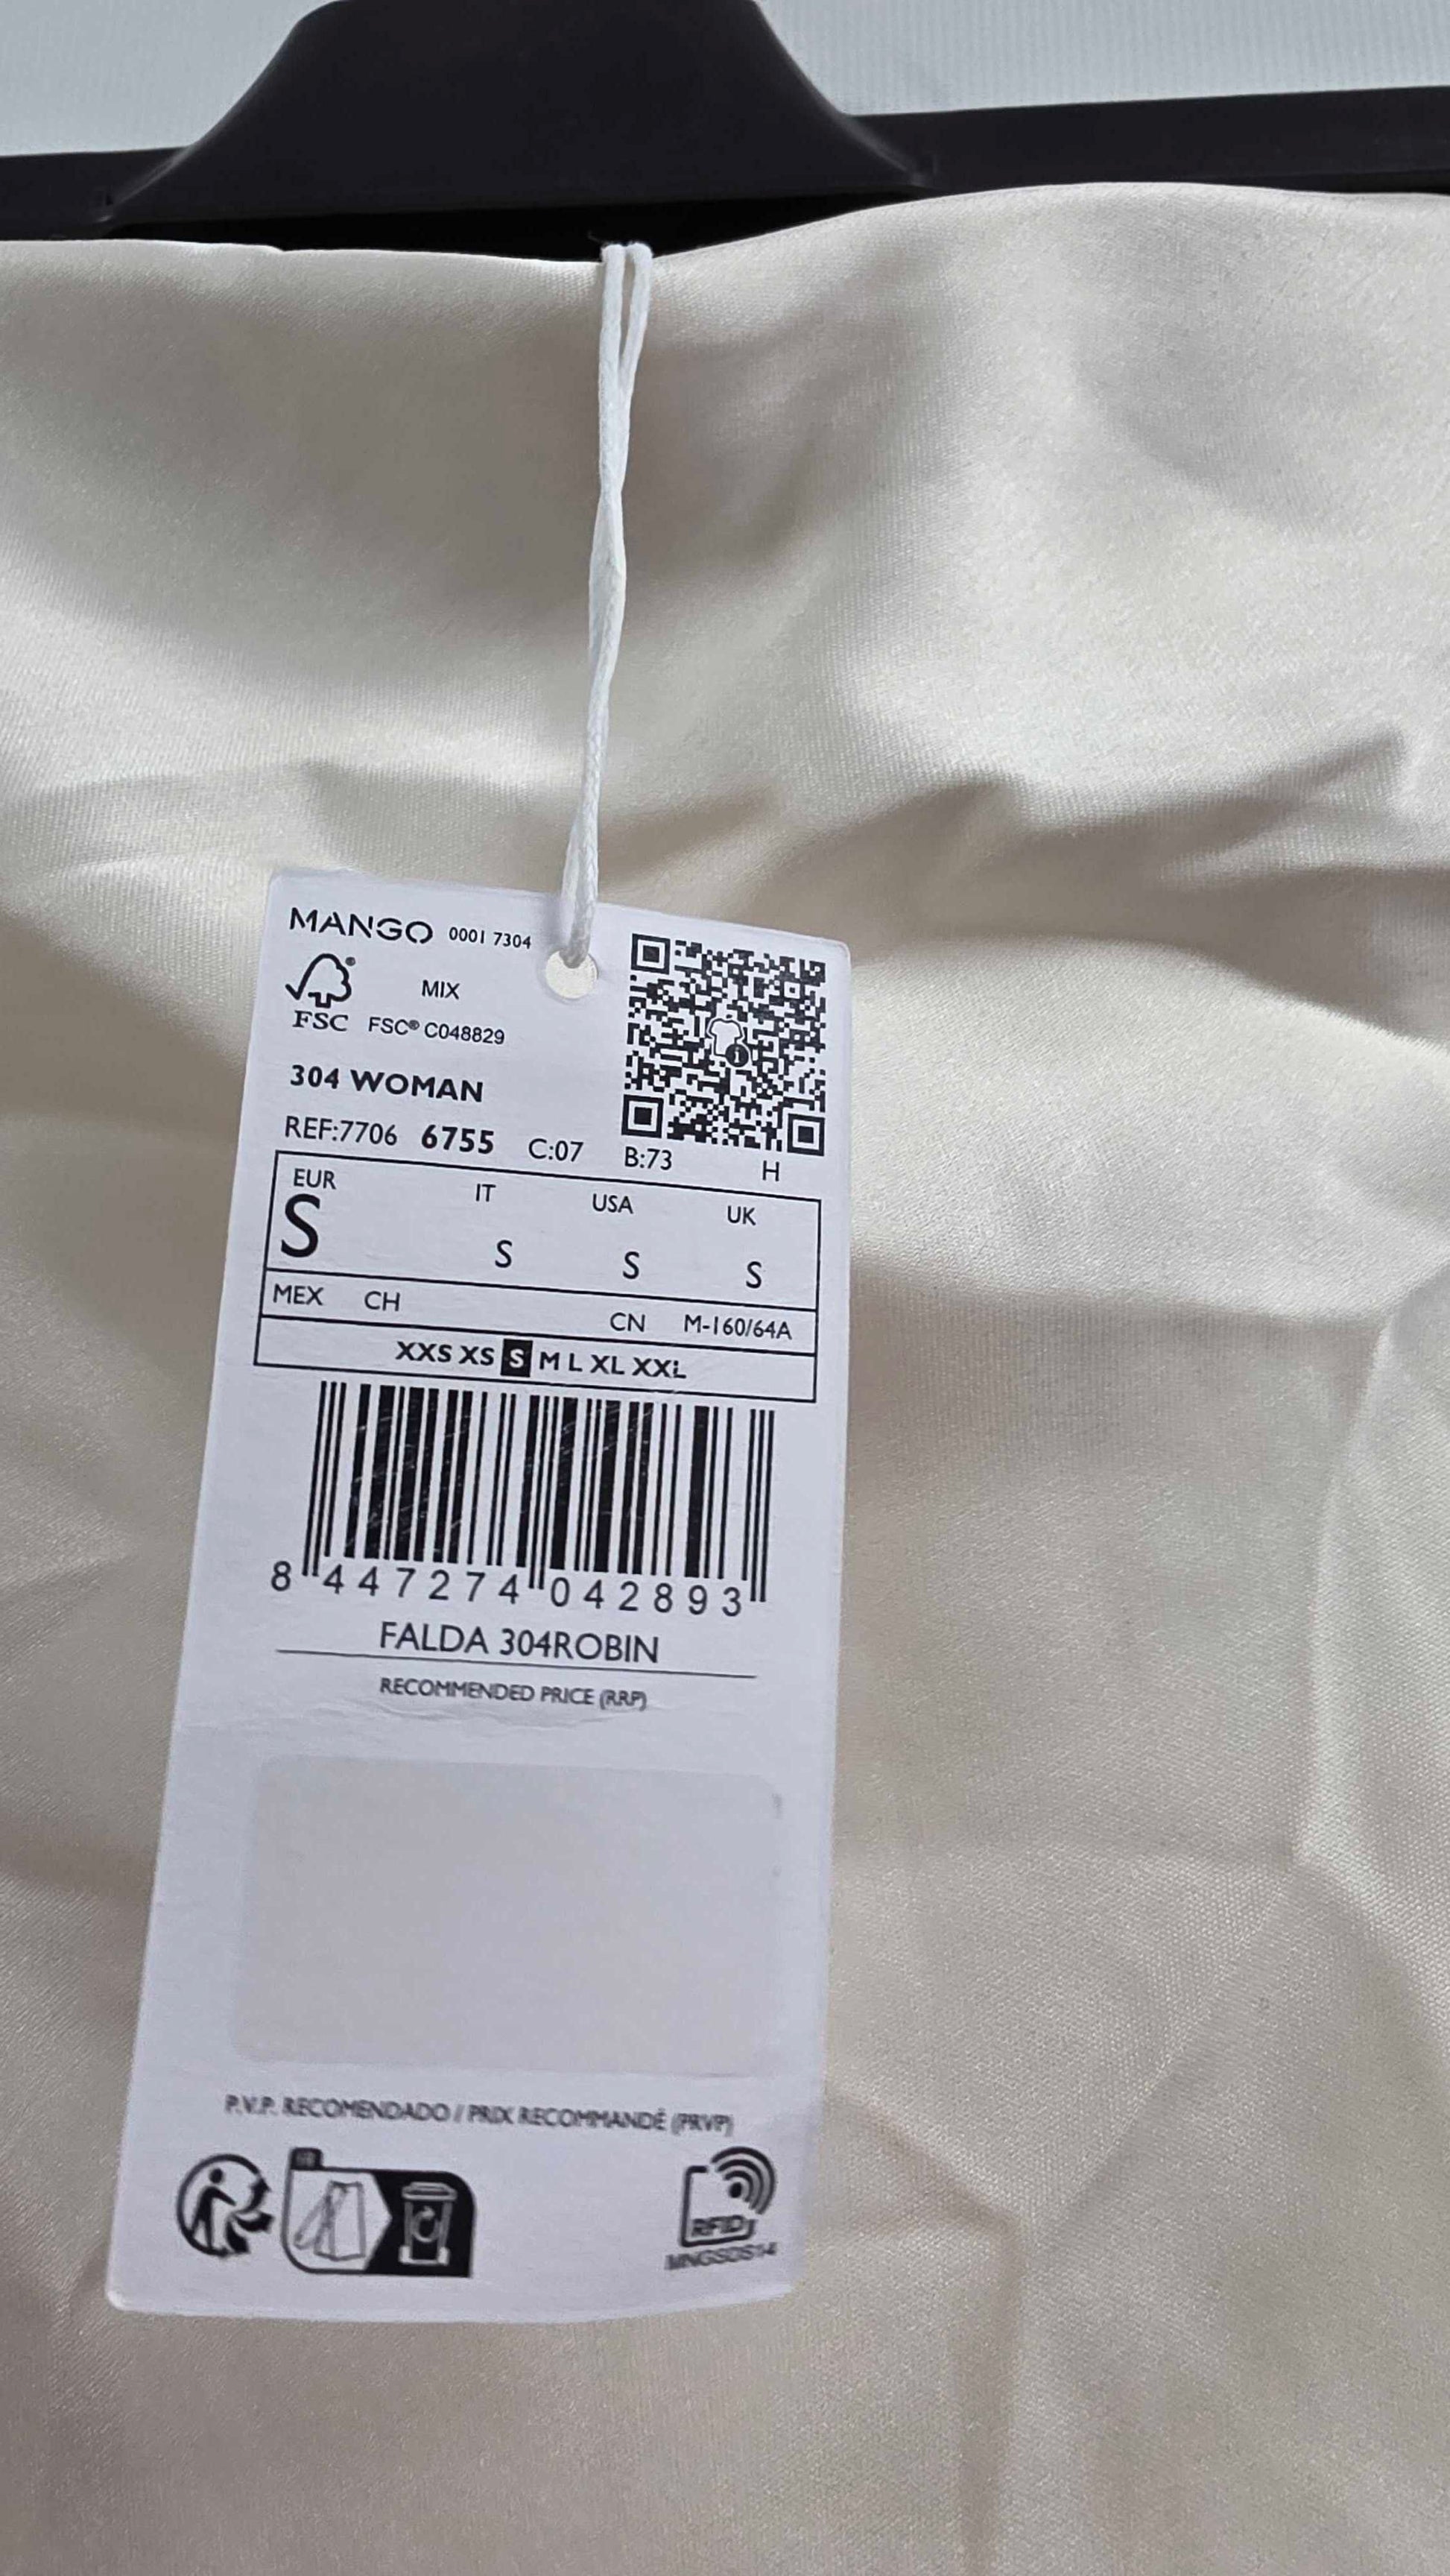 MANGO 0001 7304
MIX
FSC FSC® C048829
304 WOMAN
REF:7706 6755 C:07 B:73 H
EUR IT USA UK
S S S S
MEX CH CN M-160/64A
XXS XS S M L XL XXL
8 447274 042893
FALDA 304ROBIN
RECOMMENDED PRICE (RRP)
P.V.P. RECOMENDADO / PRIX RECOMMANDÉ (PRVP)
RFID